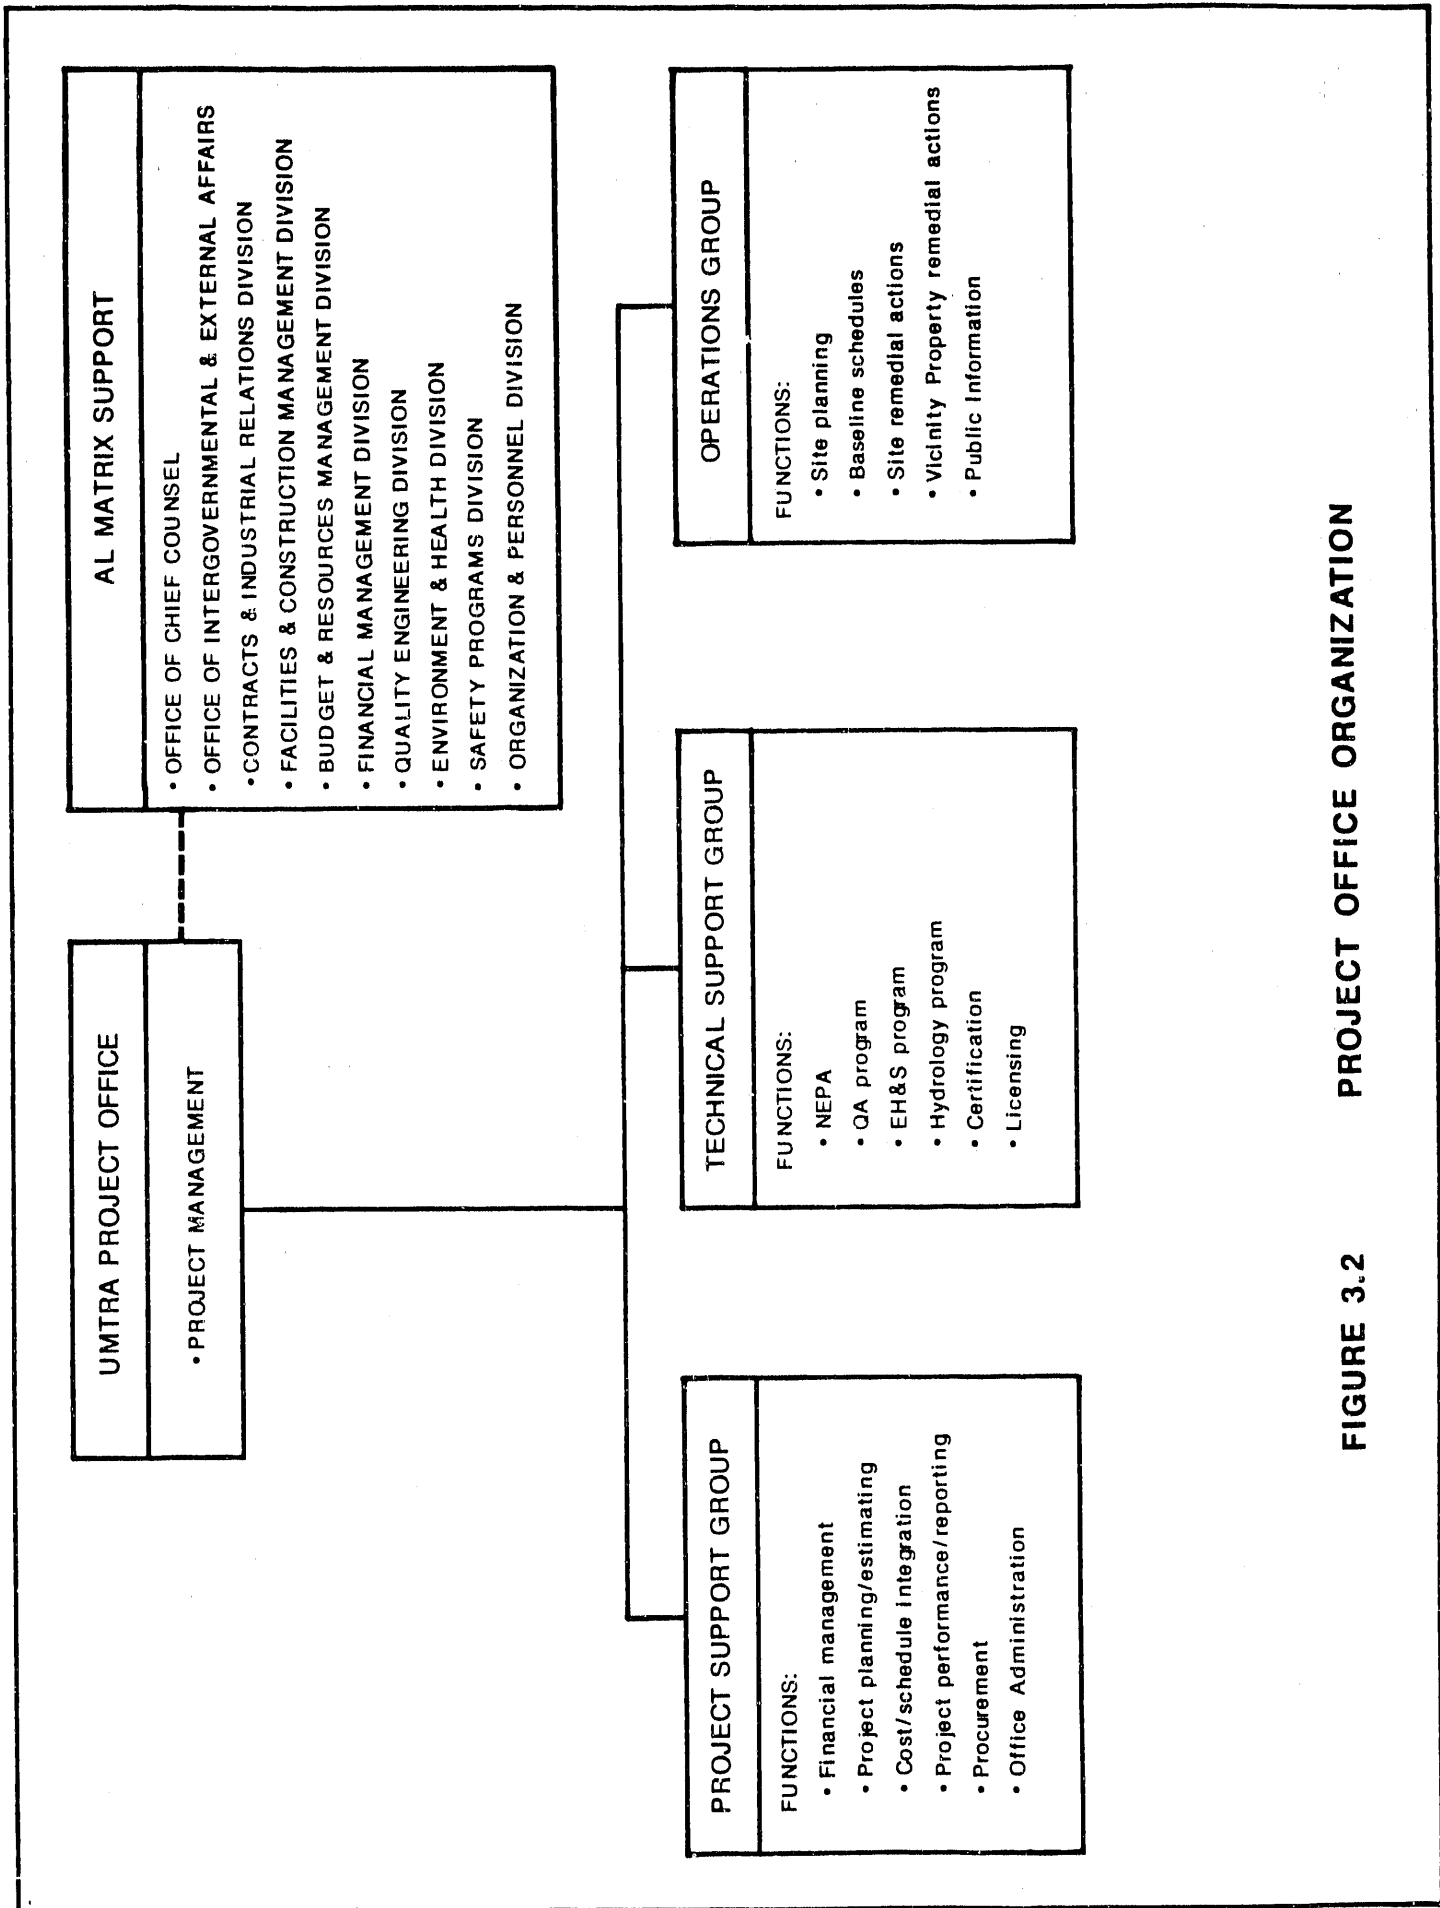 UMTRA PROJECT OFFICE
• PROJECT MANAGEMENT
AL MATRIX SUPPORT
• OFFICE OF CHIEF COUNSEL
• OFFICE OF INTERGOVERNMENTAL & EXTERNAL AFFAIRS
• CONTRACTS & INDUSTRIAL RELATIONS DIVISION
• FACILITIES & CONSTRUCTION MANAGEMENT DIVISION
• BUDGET & RESOURCES MANAGEMENT DIVISION
• FINANCIAL MANAGEMENT DIVISION
• QUALITY ENGINEERING DIVISION
• ENVIRONMENT & HEALTH DIVISION
• SAFETY PROGRAMS DIVISION
• ORGANIZATION & PERSONNEL DIVISION
PROJECT SUPPORT GROUP
FUNCTIONS:
• Financial management
• Project planning/estimating
• Cost/schedule integration
• Project performance/reporting
• Procurement
• Office Administration
TECHNICAL SUPPORT GROUP
FUNCTIONS:
• NEPA
• QA program
• EH&S program
• Hydrology program
• Certification
• Licensing
OPERATIONS GROUP
FUNCTIONS:
• Site planning
• Baseline schedules
• Site remedial actions
• Vicinity Property remedial actions
• Public Information
FIGURE 3.2 PROJECT OFFICE ORGANIZATION